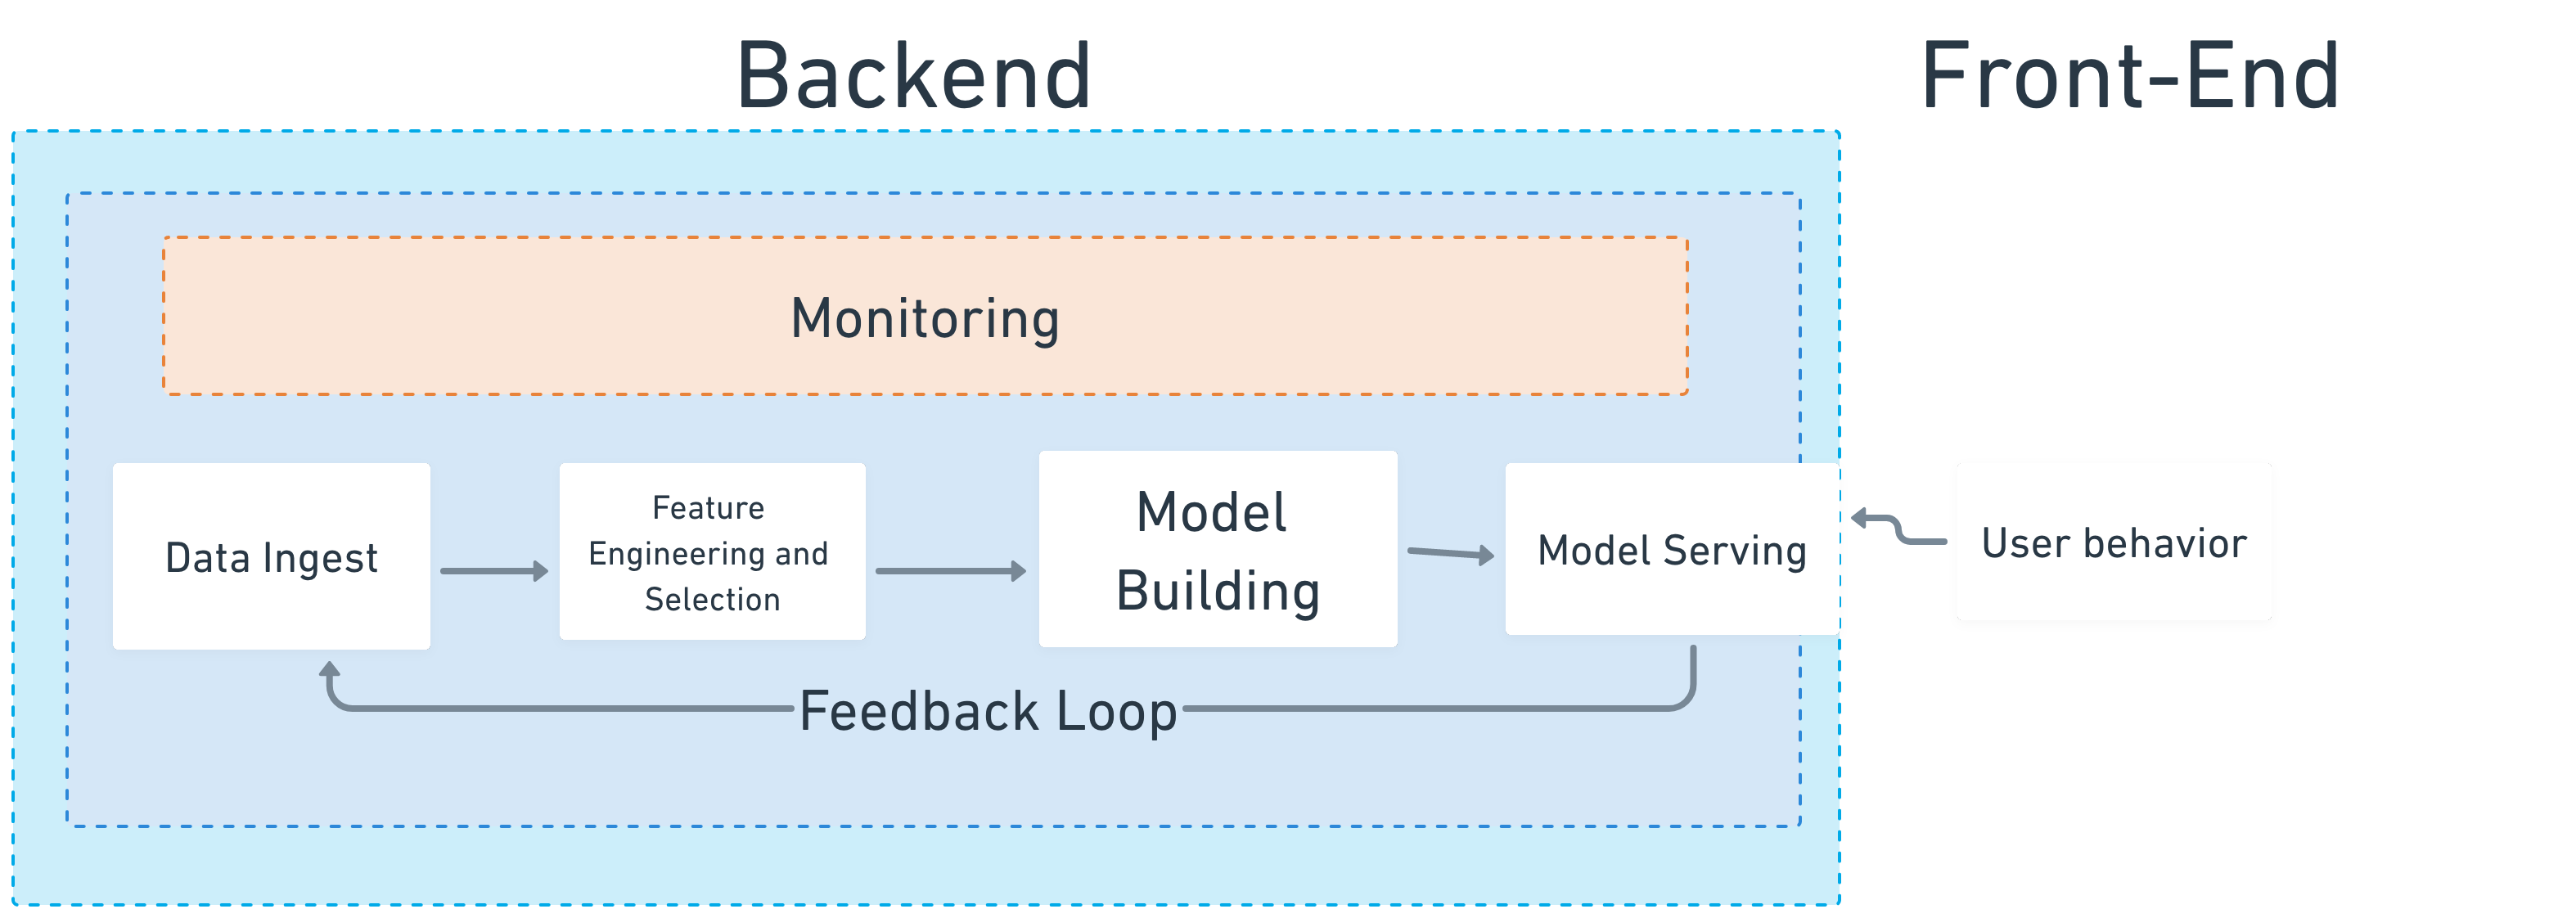 Backend
Front-End
Monitoring
Data Ingest
Feature
Engineering and
Selection
Model
Building
Model Serving
User behavior
Feedback Loop